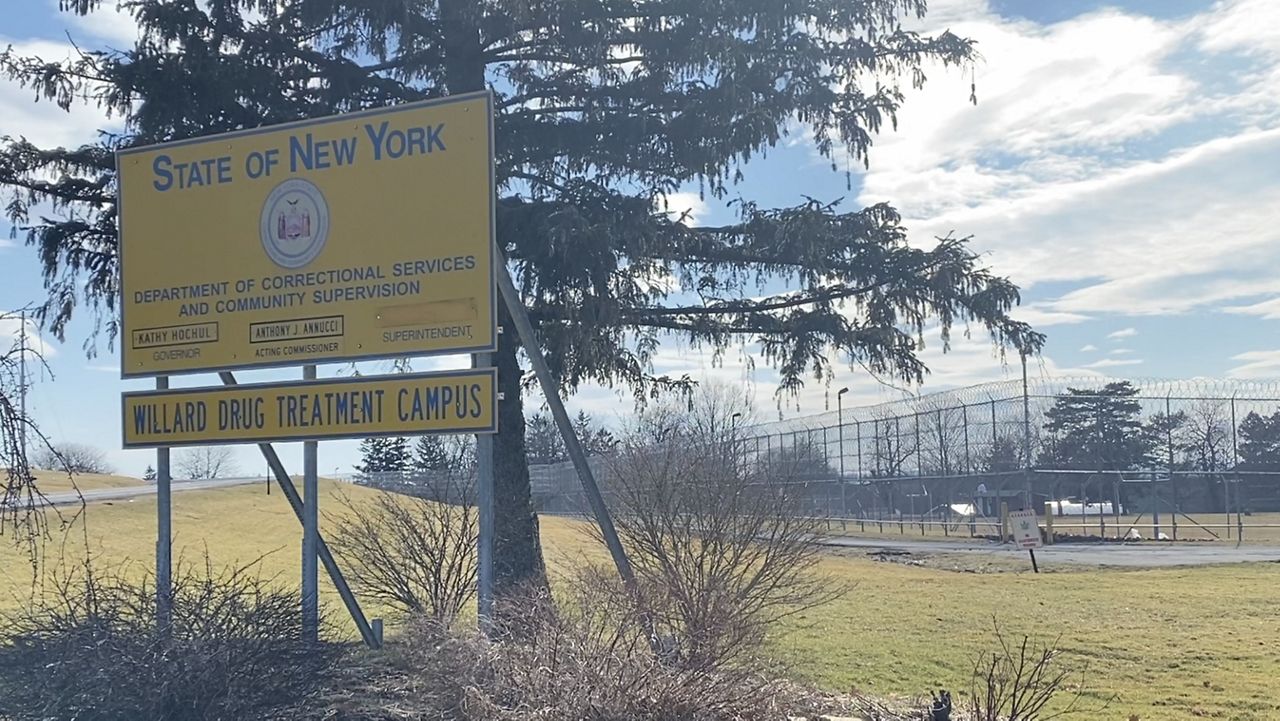 STATE OF NEW YORK
DEPARTMENT OF CORRECTIONAL SERVICES
AND COMMUNITY SUPERVISION
KATHY HOCHUL
GOVERNOR
ANTHONY J. ANNUCCI
ACTING COMMISSIONER
SUPERINTENDENT
WILLARD DRUG TREATMENT CAMPUS